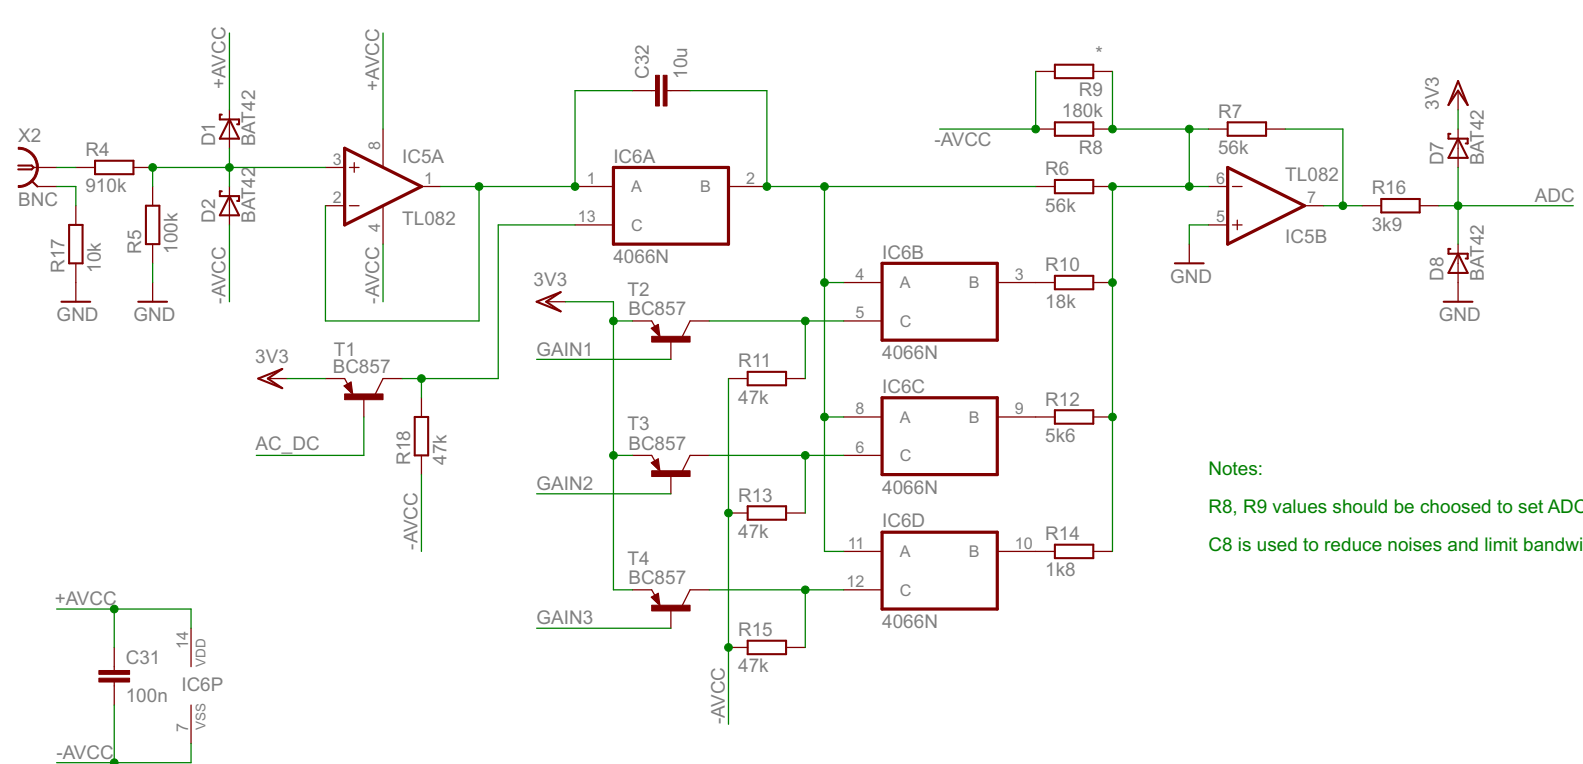 X2
BNC
R4
910k
R17
10k
GND
R5
100k
GND
+AVCC
D1
BAT42
D2
BAT42
-AVCC
+AVCC
8
3
2
1
4
IC5A
TL082
-AVCC
C32
10u
IC6A
1
A
B
2
13
C
4066N
3V3
T1
BC857
AC_DC
R18
47k
-AVCC
3V3
T2
BC857
GAIN1
R11
47k
T3
BC857
GAIN2
R13
47k
T4
BC857
GAIN3
R15
47k
-AVCC
IC6B
4
A
B
3
5
C
4066N
R10
18k
IC6C
8
A
B
9
6
C
4066N
R12
5k6
IC6D
11
A
B
10
12
C
4066N
R14
1k8
*
R9
180k
R8
-AVCC
R6
56k
R7
56k
TL082
6
5
7
IC5B
GND
R16
3k9
3V3
D7
BAT42
D8
BAT42
GND
ADC
Notes:
R8, R9 values should be choosed to set ADC
C8 is used to reduce noises and limit bandwi
+AVCC
C31
100n
14
VDD
IC6P
7
VSS
-AVCC